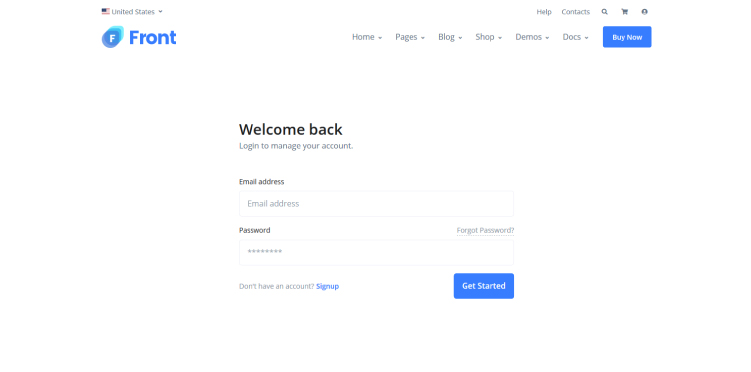 United States
Help Contacts
F Front
Home Pages Blog Shop Demos Docs Buy Now
Welcome back
Login to manage your account.
Email address
Email address
Password Forgot Password?
********
Don't have an account? Signup Get Started